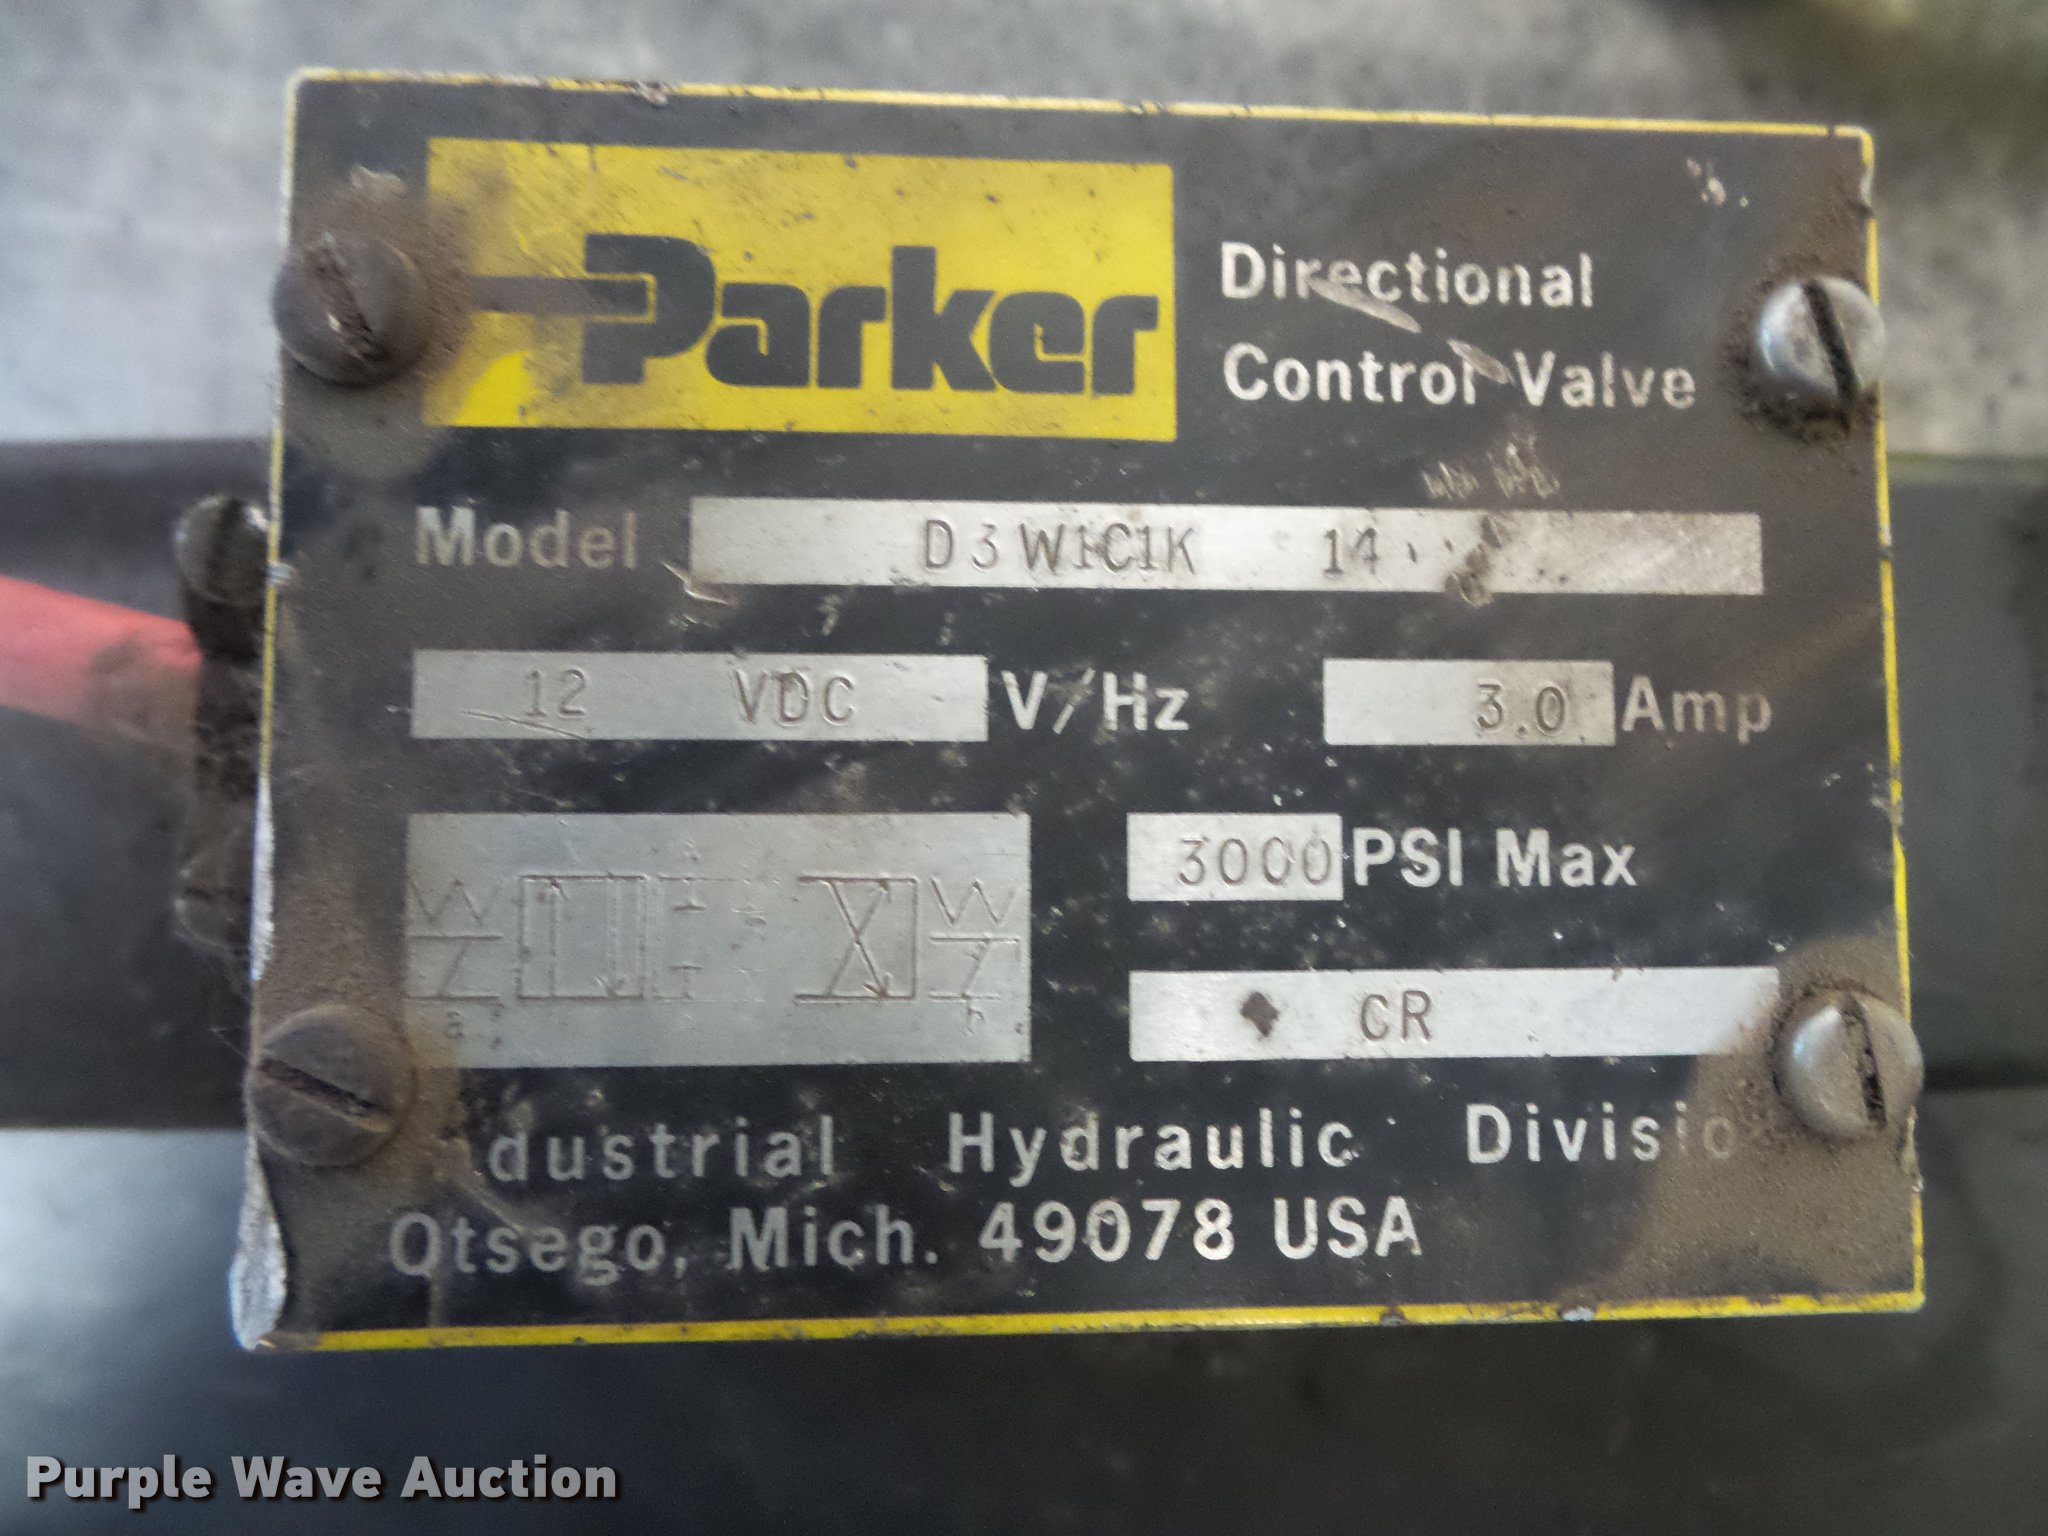 Parker
Directional
Control Valve
Model D3W1C1K 14
12 VDC V/Hz 3.0 Amp
3000 PSI Max
a b
CR
dustrial Hydraulic Divisio
Otsego, Mich. 49078 USA
Purple Wave Auction